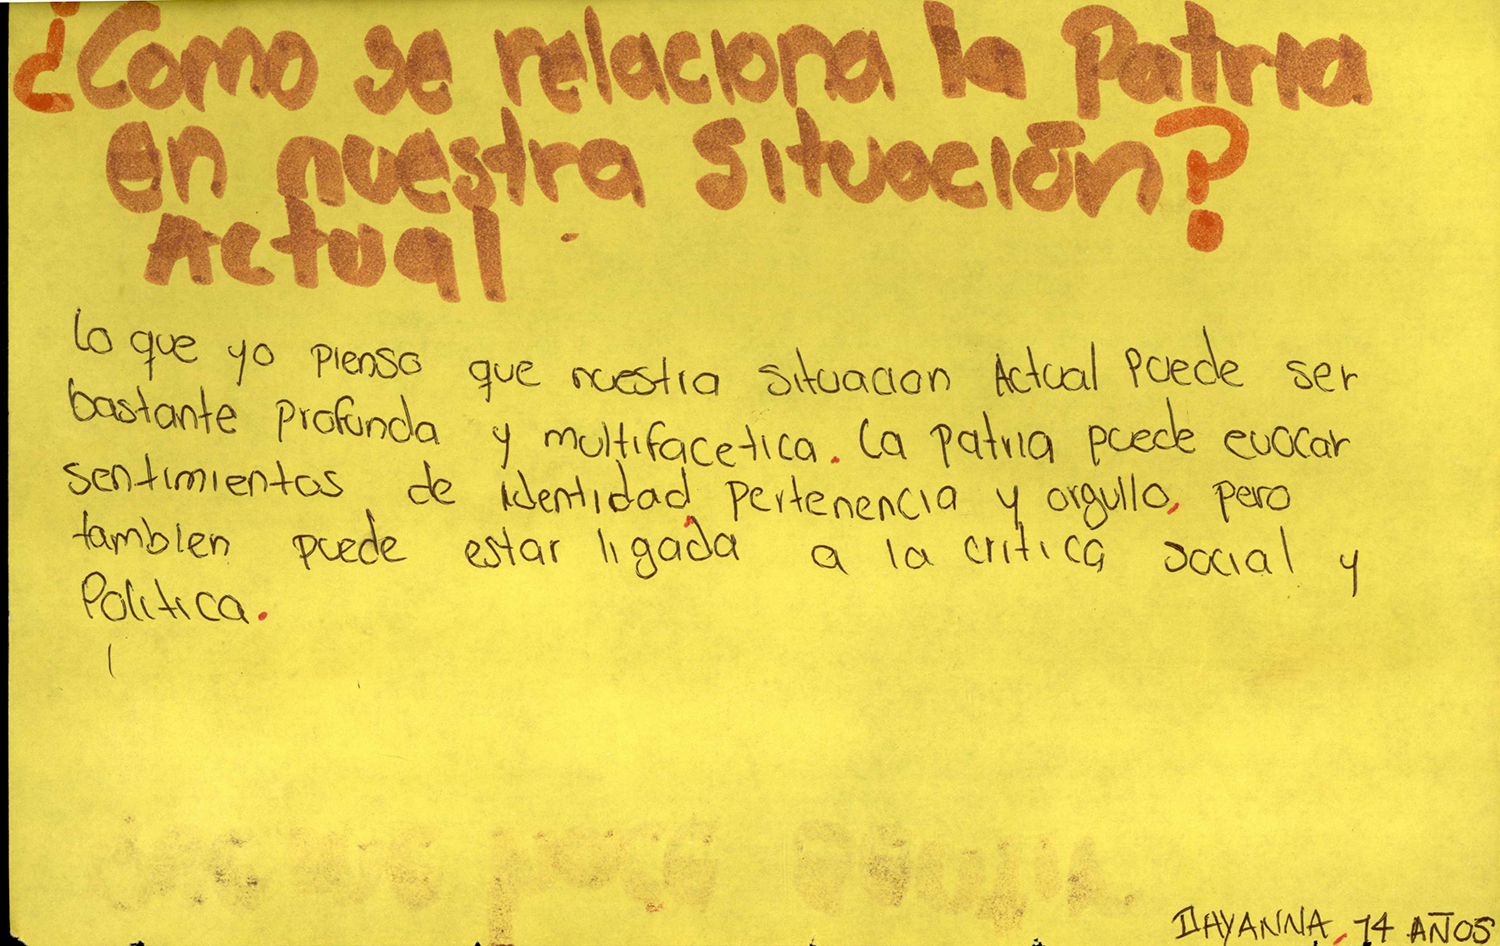 ¿Como se relaciona la Patria
en nuestra Situación?
Actual
Lo que yo pienso que nuestra situacion Actual Puede ser
bastante Profunda y multifacetica. La patria puede evocar
sentimientos de identidad Pertenencia y orgullo, pero
tambien puede estar ligada a la critica social y
Politica.
DAYANNA, 14 AÑOS